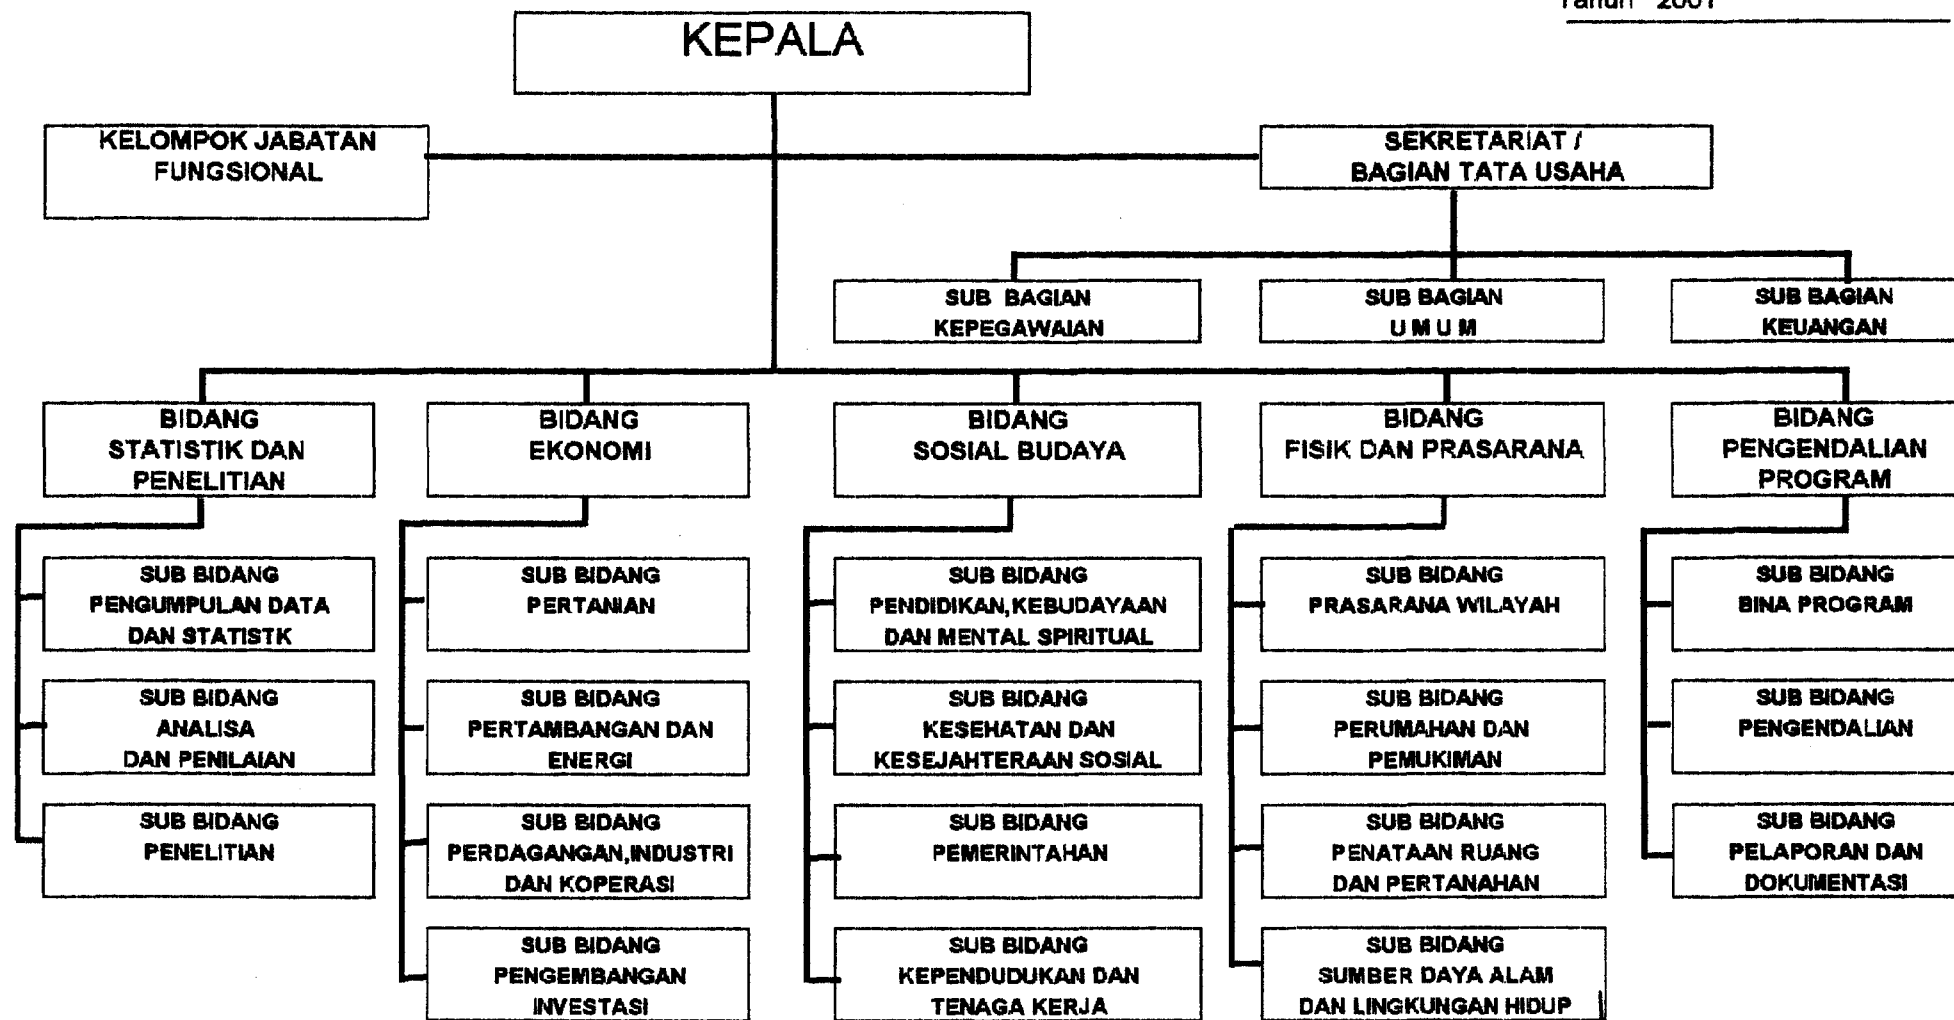 Tahun 2001
KEPALA
KELOMPOK JABATAN
FUNGSIONAL
SEKRETARIAT /
BAGIAN TATA USAHA
SUB BAGIAN
KEPEGAWAIAN
SUB BAGIAN
U M U M
SUB BAGIAN
KEUANGAN
BIDANG
STATISTIK DAN
PENELITIAN
BIDANG
EKONOMI
BIDANG
SOSIAL BUDAYA
BIDANG
FISIK DAN PRASARANA
BIDANG
PENGENDALIAN
PROGRAM
SUB BIDANG
PENGUMPULAN DATA
DAN STATISTK
SUB BIDANG
ANALISA
DAN PENILAIAN
SUB BIDANG
PENELITIAN
SUB BIDANG
PERTANIAN
SUB BIDANG
PERTAMBANGAN DAN
ENERGI
SUB BIDANG
PERDAGANGAN,INDUSTRI
DAN KOPERASI
SUB BIDANG
PENGEMBANGAN
INVESTASI
SUB BIDANG
PENDIDIKAN,KEBUDAYAAN
DAN MENTAL SPIRITUAL
SUB BIDANG
KESEHATAN DAN
KESEJAHTERAAN SOSIAL
SUB BIDANG
PEMERINTAHAN
SUB BIDANG
KEPENDUDUKAN DAN
TENAGA KERJA
SUB BIDANG
PRASARANA WILAYAH
SUB BIDANG
PERUMAHAN DAN
PEMUKIMAN
SUB BIDANG
PENATAAN RUANG
DAN PERTANAHAN
SUB BIDANG
SUMBER DAYA ALAM
DAN LINGKUNGAN HIDUP
SUB BIDANG
BINA PROGRAM
SUB BIDANG
PENGENDALIAN
SUB BIDANG
PELAPORAN DAN
DOKUMENTASI